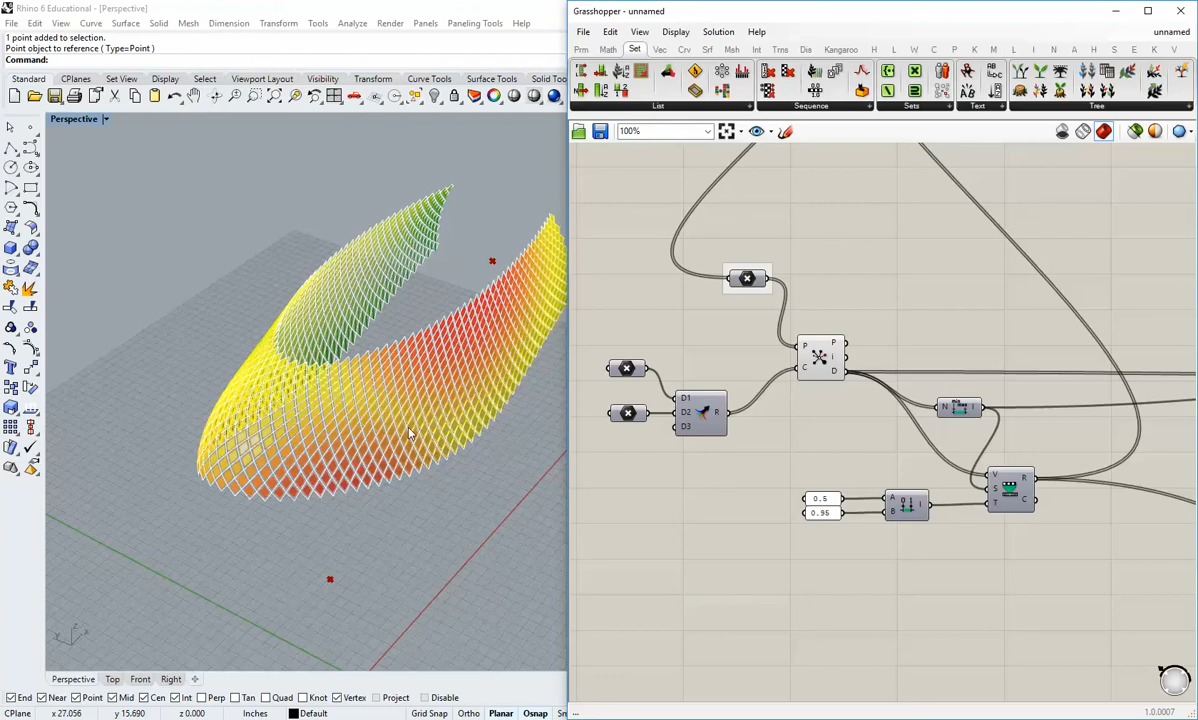 Rhino 6 Educational - [Perspective]
File Edit View Curve Surface Solid Mesh Dimension Transform Tools Analyze Render Panels Paneling Tools Help
1 point added to selection.
Point object to reference ( Type=Point )
Command:
Standard CPlanes Set View Display Select Viewport Layout Visibility Transform Curve Tools Surface Tools Solid Too
Perspective
z
y
x
Perspective Top Front Right
End Near Point Mid Cen Int Perp Tan Quad Knot Vertex Project Disable
CPlane x 27.056 y 15.690 z 0.000 Inches Default Grid Snap Ortho Planar Osnap Sm
Grasshopper - unnamed
File Edit View Display Solution Help unnamed
Prm Math Set Vec Crv Srf Msh Int Trns Dis Kangaroo H L W C P K J M L T A H S
List Sequence Sets Text Tree
100%
P P
i
C D
D1
D2 R
D3
N I
V R
S
T C
0.5 A
I
0.95 B
...
1.0.0007